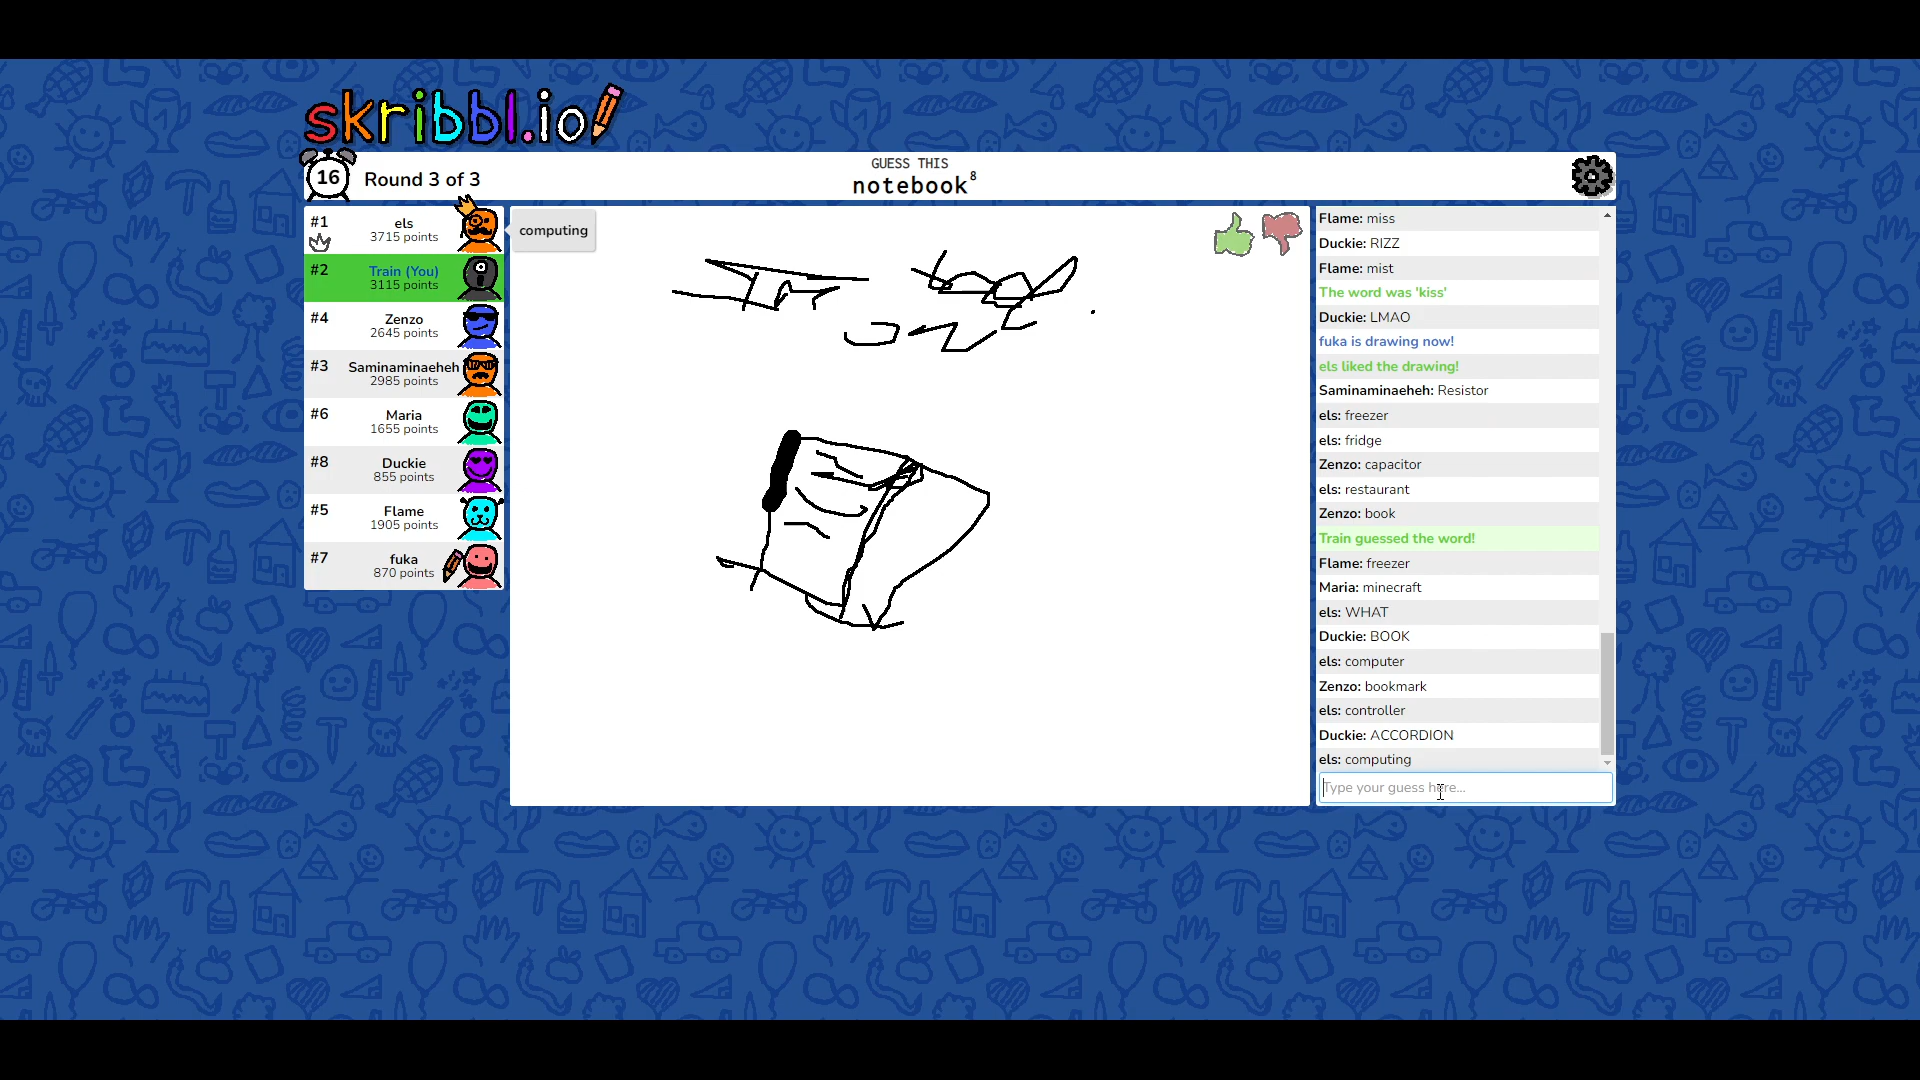 skribbl.io
16
Round 3 of 3
GUESS THIS
notebook8
#1
els
3715 points
#2
Train (You)
3115 points
#4
Zenzo
2645 points
#3
Saminaminaeheh
2985 points
#6
Maria
1655 points
#8
Duckie
855 points
#5
Flame
1905 points
#7
fuka
870 points
computing
Flame: miss
Duckie: RIZZ
Flame: mist
The word was 'kiss'
Duckie: LMAO
fuka is drawing now!
els liked the drawing!
Saminaminaeheh: Resistor
els: freezer
els: fridge
Zenzo: capacitor
els: restaurant
Zenzo: book
Train guessed the word!
Flame: freezer
Maria: minecraft
els: WHAT
Duckie: BOOK
els: computer
Zenzo: bookmark
els: controller
Duckie: ACCORDION
els: computing
Type your guess here...